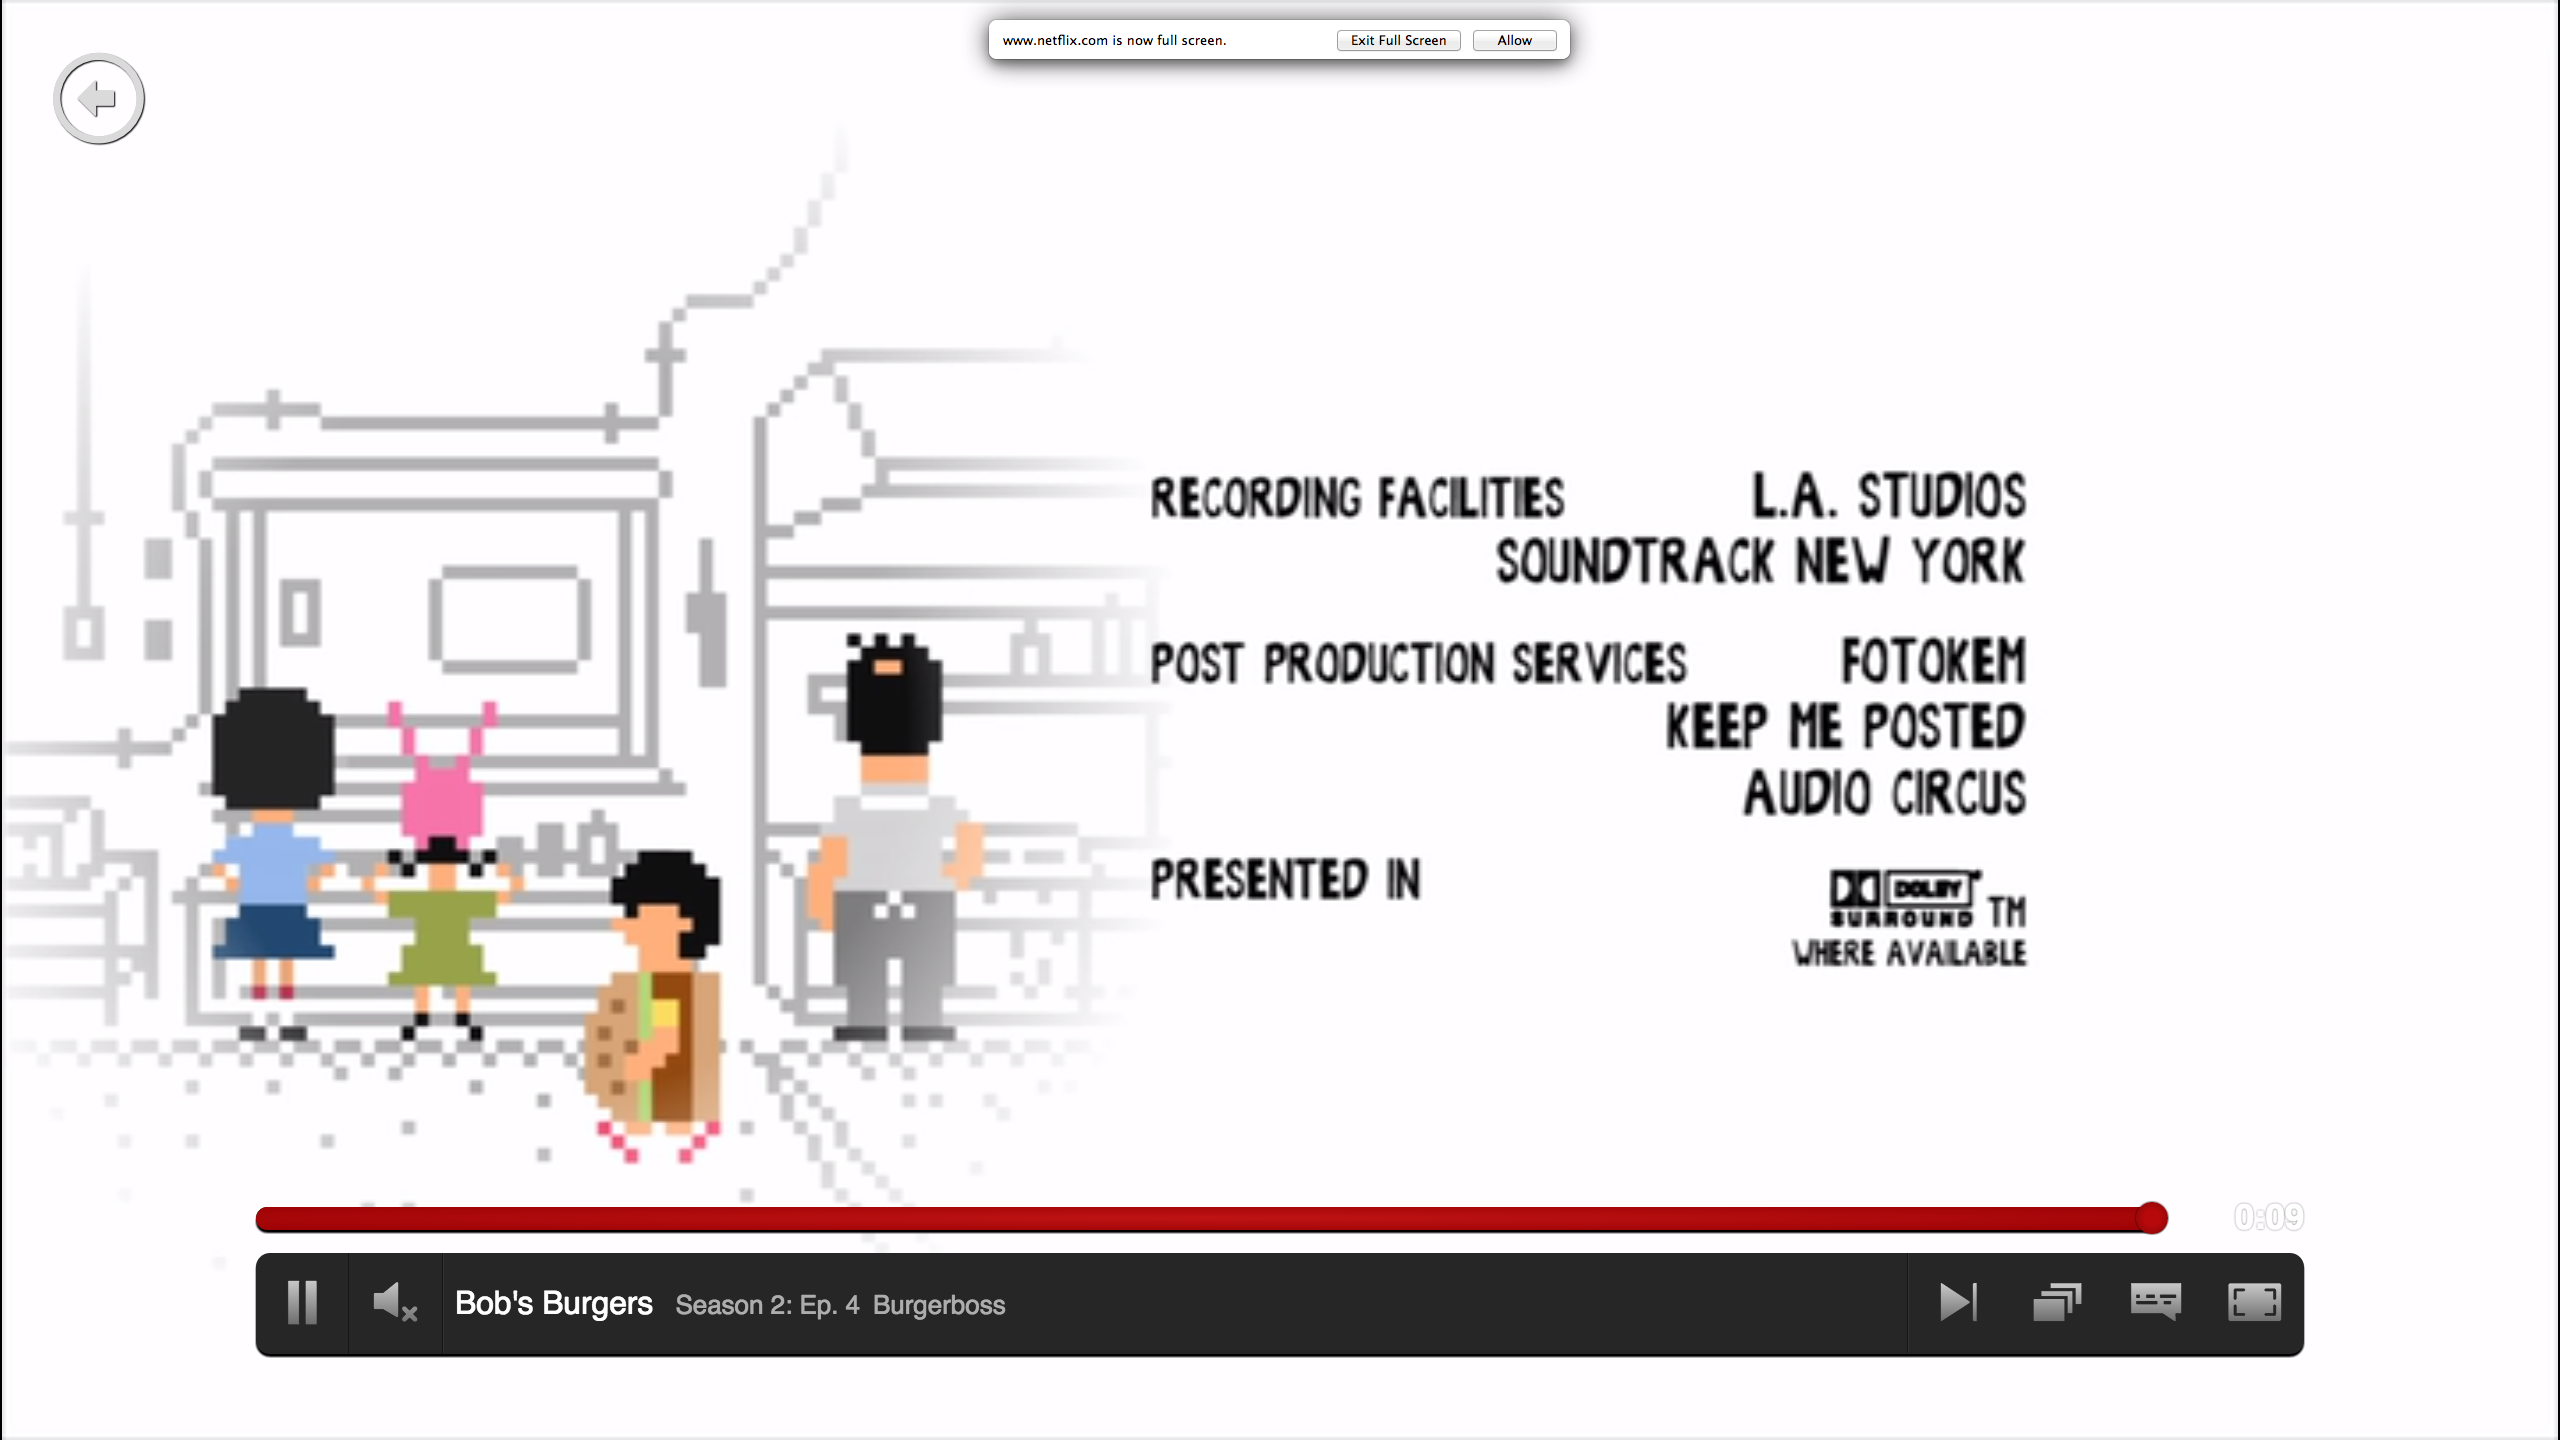 www.netflix.com is now full screen. Exit Full Screen Allow
RECORDING FACILITIES L.A. STUDIOS
SOUNDTRACK NEW YORK
POST PRODUCTION SERVICES FOTOKEM
KEEP ME POSTED
AUDIO CIRCUS
PRESENTED IN DOLBY
SURROUND TM
WHERE AVAILABLE
0:09
Bob's Burgers Season 2: Ep. 4 Burgerboss